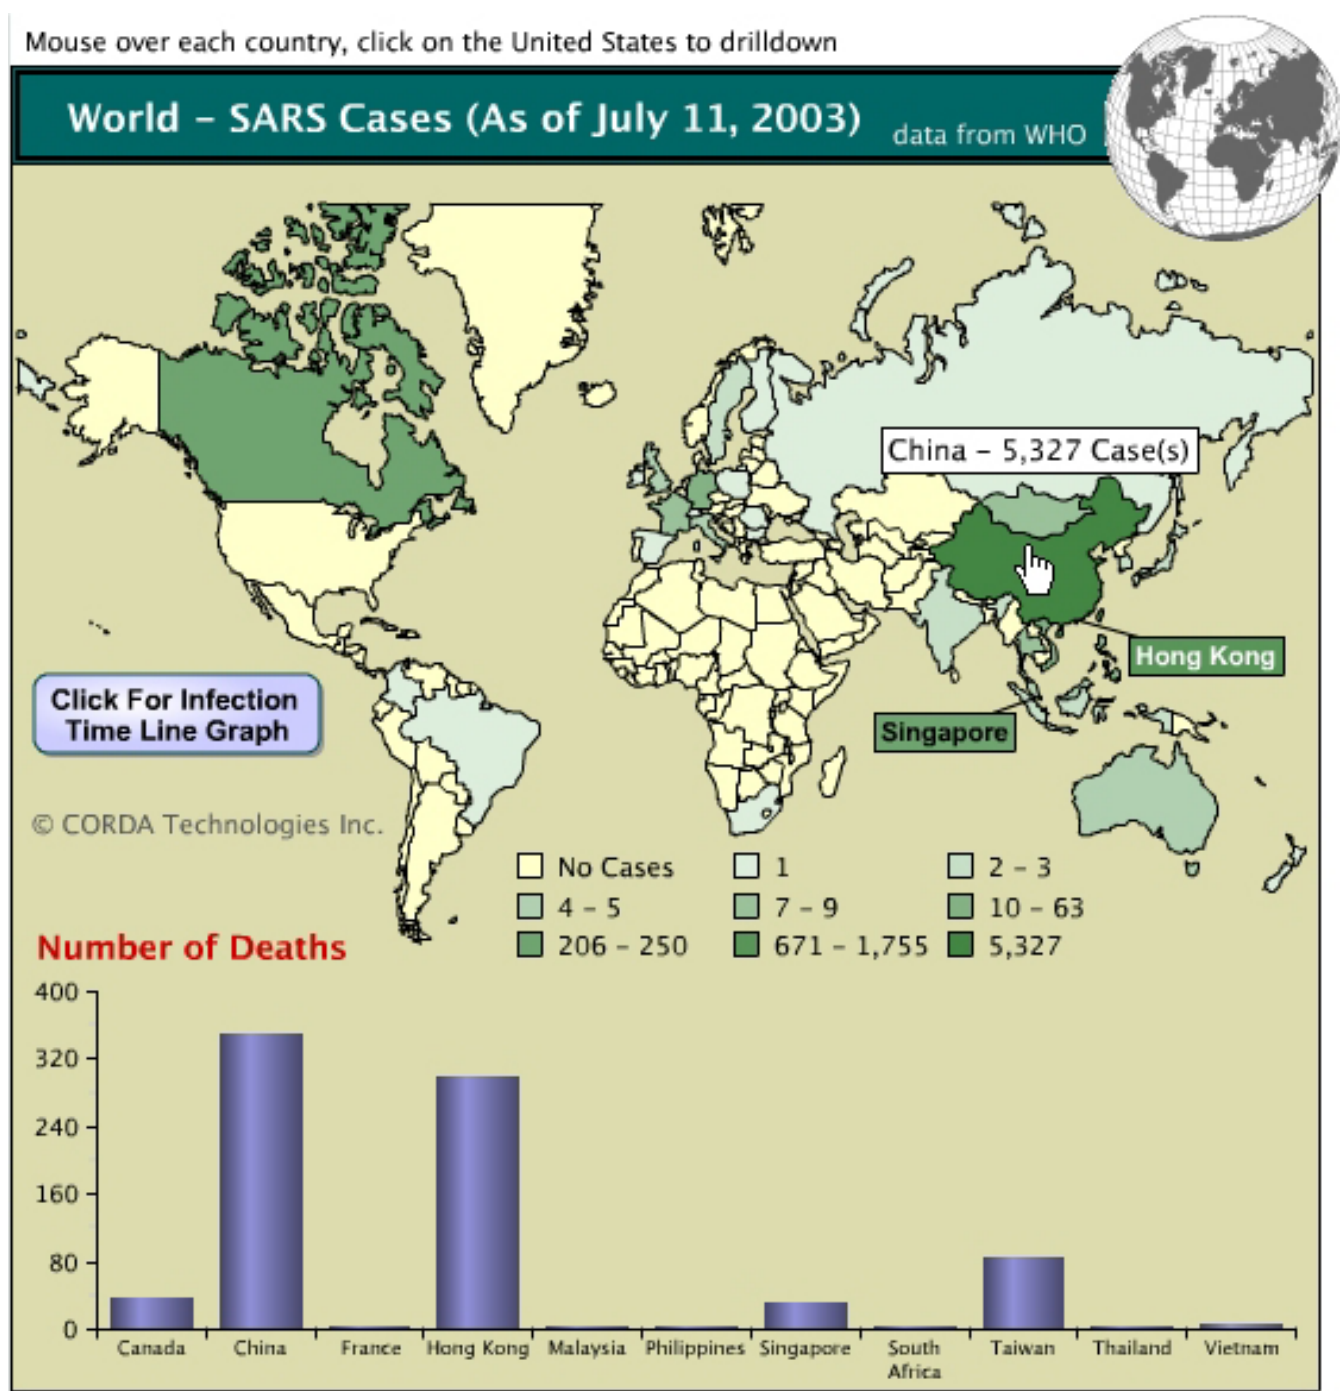 Mouse over each country, click on the United States to drilldown
World – SARS Cases (As of July 11, 2003) data from WHO
China – 5,327 Case(s)
Hong Kong
Singapore
Click For Infection
Time Line Graph
© CORDA Technologies Inc.
No Cases 1 2 – 3
4 – 5 7 – 9 10 – 63
206 – 250 671 – 1,755 5,327
Number of Deaths
400
320
240
160
80
0
Canada China France Hong Kong Malaysia Philippines Singapore South Africa Taiwan Thailand Vietnam